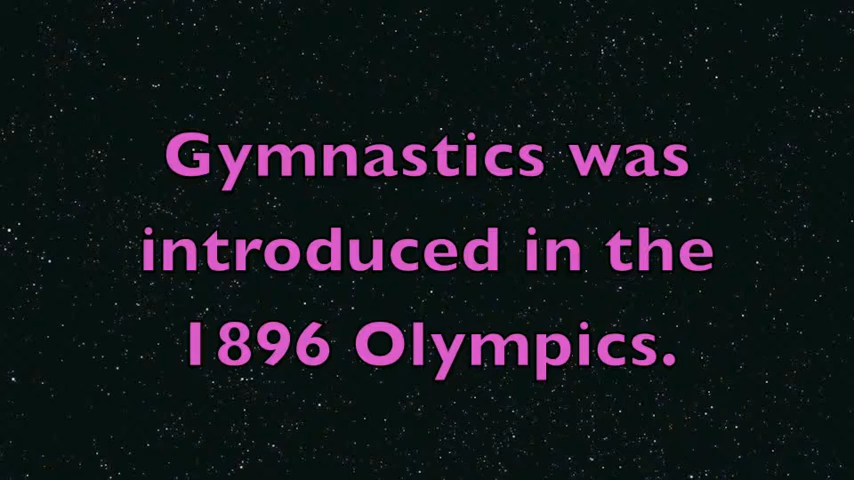 Gymnastics was
introduced in the
1896 Olympics.